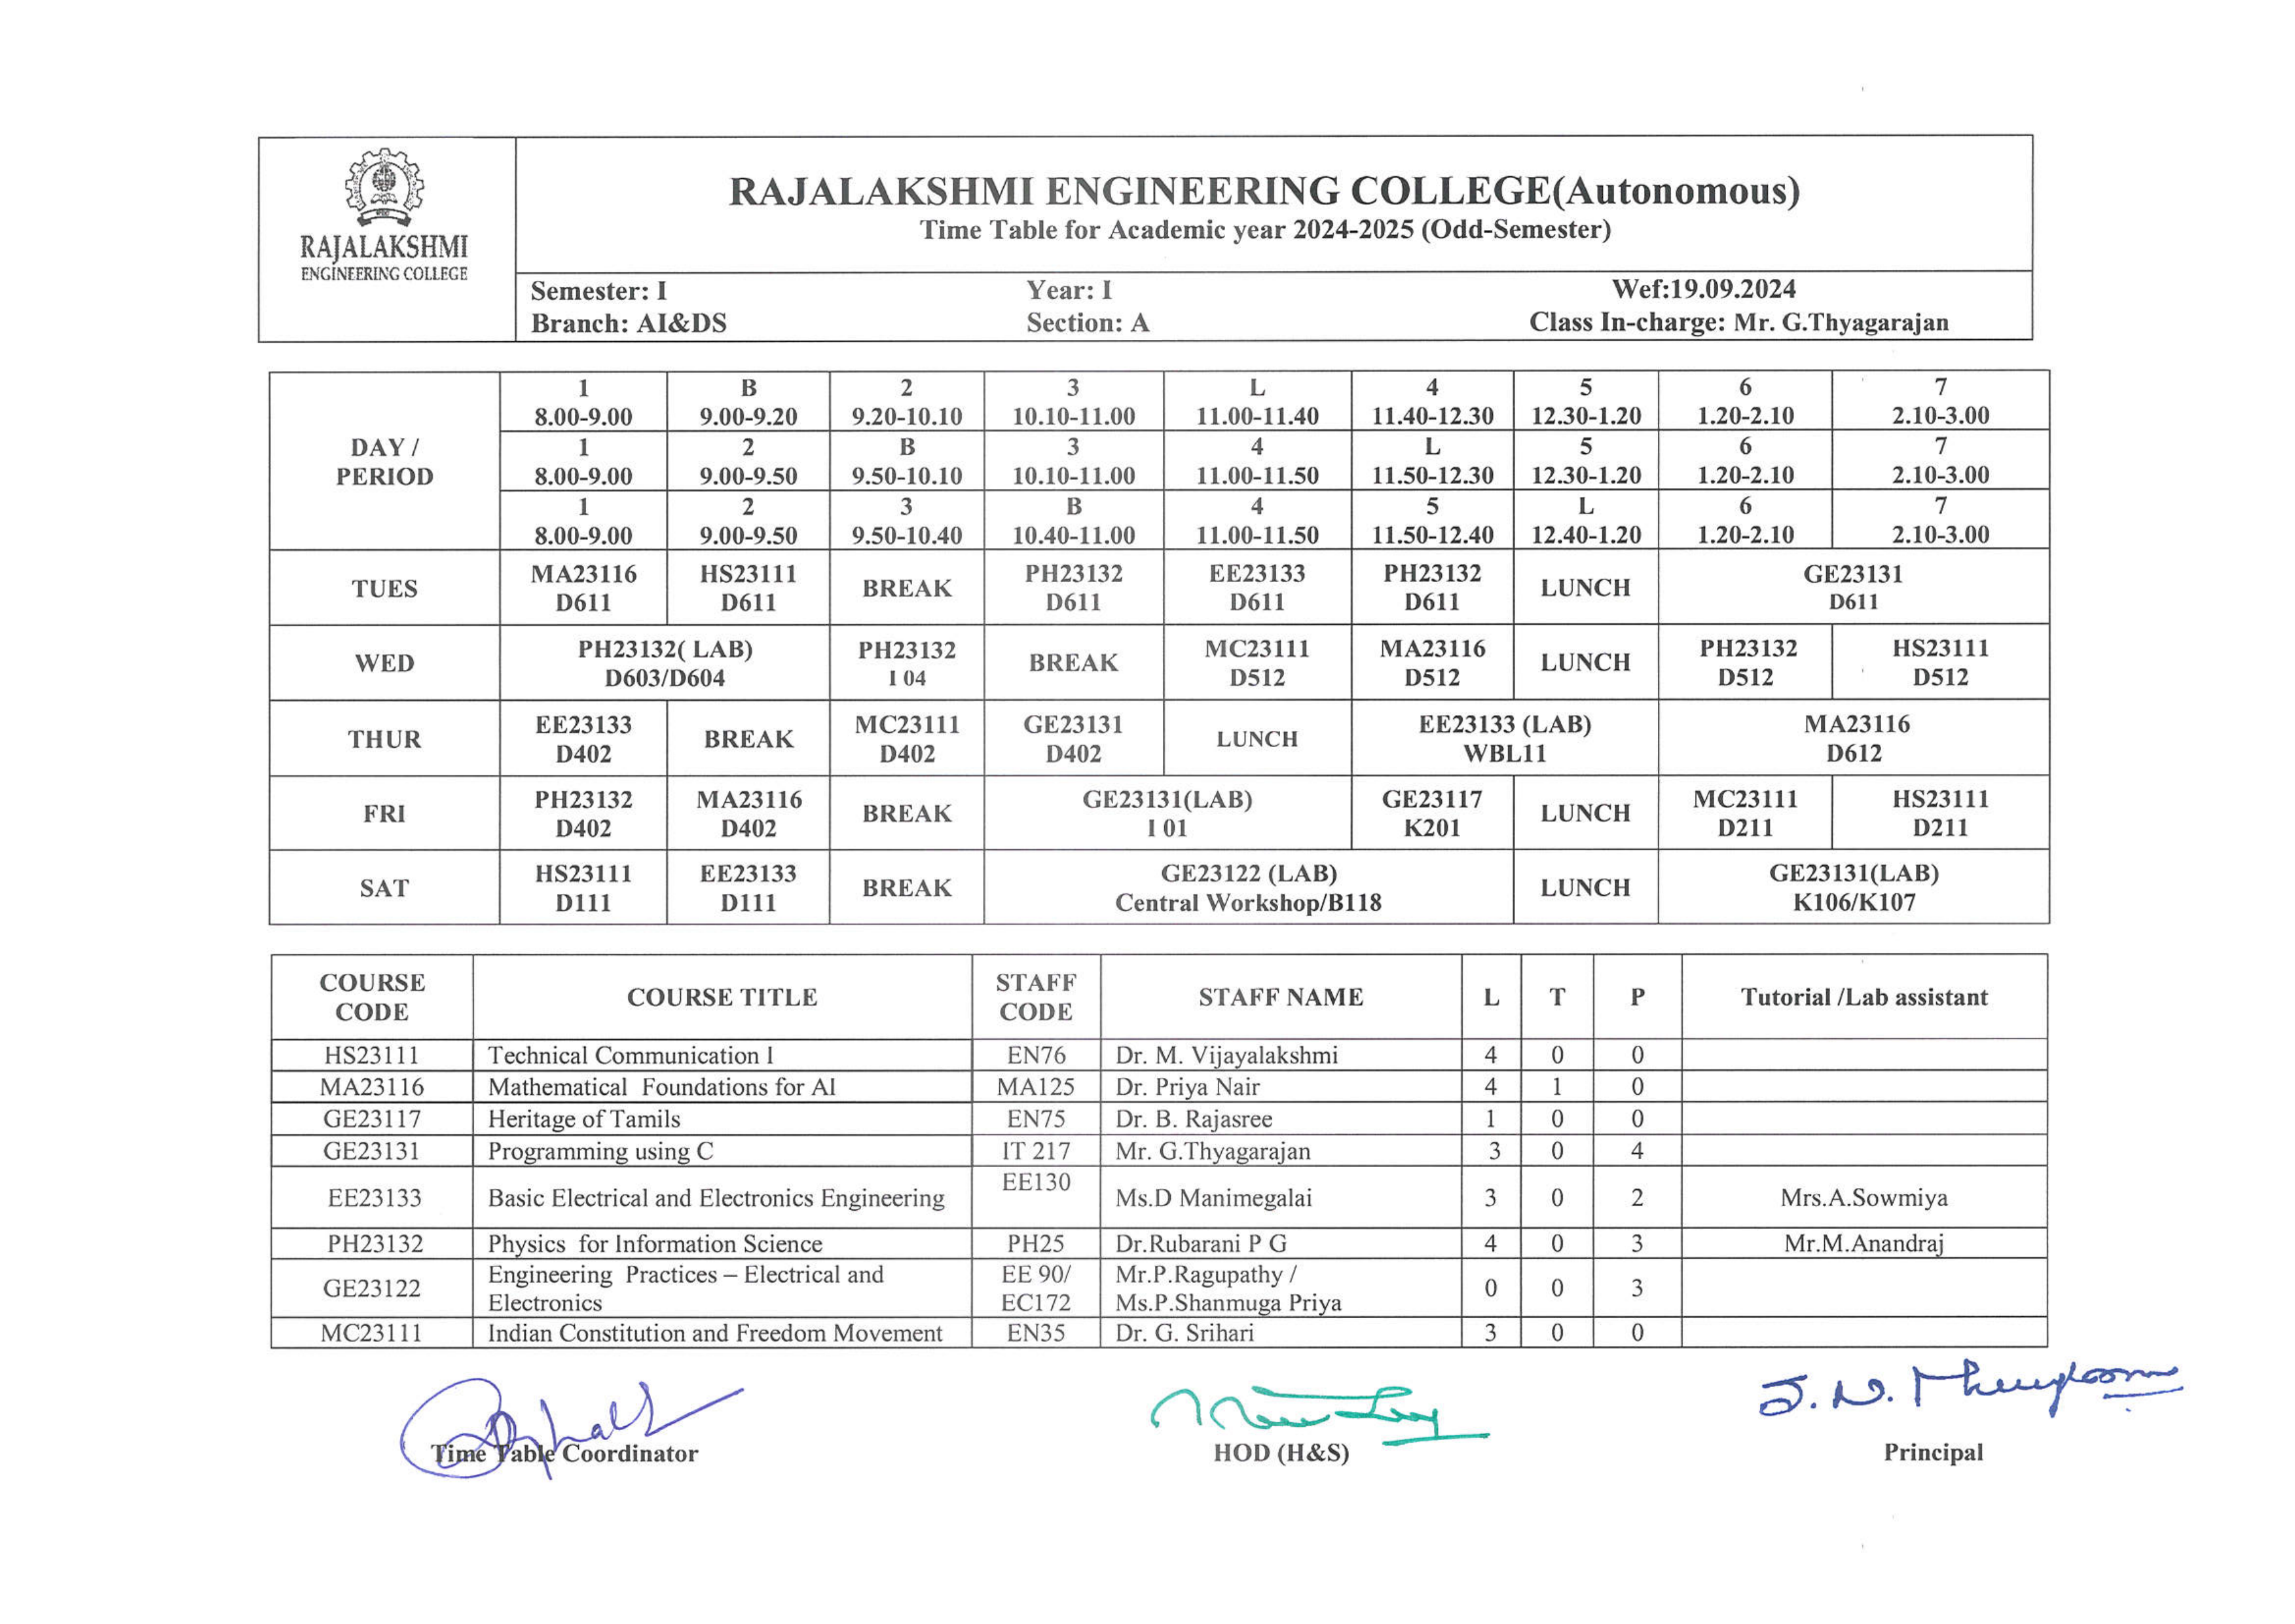 RAJALAKSHMI
ENGINEERING COLLEGE
RAJALAKSHMI ENGINEERING COLLEGE(Autonomous)
Time Table for Academic year 2024-2025 (Odd-Semester)
Semester: I Year: I Wef:19.09.2024
Branch: AI&DS Section: A Class In-charge: Mr. G.Thyagarajan
DAY / PERIOD
1 B 2 3 L 4 5 6 7
8.00-9.00 9.00-9.20 9.20-10.10 10.10-11.00 11.00-11.40 11.40-12.30 12.30-1.20 1.20-2.10 2.10-3.00
1 2 B 3 4 L 5 6 7
8.00-9.00 9.00-9.50 9.50-10.10 10.10-11.00 11.00-11.50 11.50-12.30 12.30-1.20 1.20-2.10 2.10-3.00
1 2 3 B 4 5 L 6 7
8.00-9.00 9.00-9.50 9.50-10.40 10.40-11.00 11.00-11.50 11.50-12.40 12.40-1.20 1.20-2.10 2.10-3.00
TUES MA23116 HS23111 BREAK PH23132 EE23133 PH23132 LUNCH GE23131
D611 D611 D611 D611 D611 D611
WED PH23132( LAB) PH23132 BREAK MC23111 MA23116 LUNCH PH23132 HS23111
D603/D604 I 04 D512 D512 D512 D512
THUR EE23133 BREAK MC23111 GE23131 LUNCH EE23133 (LAB) MA23116
D402 D402 D402 WBL11 D612
FRI PH23132 MA23116 BREAK GE23131(LAB) GE23117 LUNCH MC23111 HS23111
D402 D402 I 01 K201 D211 D211
SAT HS23111 EE23133 BREAK GE23122 (LAB) LUNCH GE23131(LAB)
D111 D111 Central Workshop/B118 K106/K107
COURSE CODE COURSE TITLE STAFF CODE STAFF NAME L T P Tutorial /Lab assistant
HS23111 Technical Communication I EN76 Dr. M. Vijayalakshmi 4 0 0
MA23116 Mathematical Foundations for AI MA125 Dr. Priya Nair 4 1 0
GE23117 Heritage of Tamils EN75 Dr. B. Rajasree 1 0 0
GE23131 Programming using C IT 217 Mr. G.Thyagarajan 3 0 4
EE23133 Basic Electrical and Electronics Engineering EE130 Ms.D Manimegalai 3 0 2 Mrs.A.Sowmiya
PH23132 Physics for Information Science PH25 Dr.Rubarani P G 4 0 3 Mr.M.Anandraj
GE23122 Engineering Practices – Electrical and Electronics EE 90/ EC172 Mr.P.Ragupathy / Ms.P.Shanmuga Priya 0 0 3
MC23111 Indian Constitution and Freedom Movement EN35 Dr. G. Srihari 3 0 0
Time Table Coordinator HOD (H&S) Principal